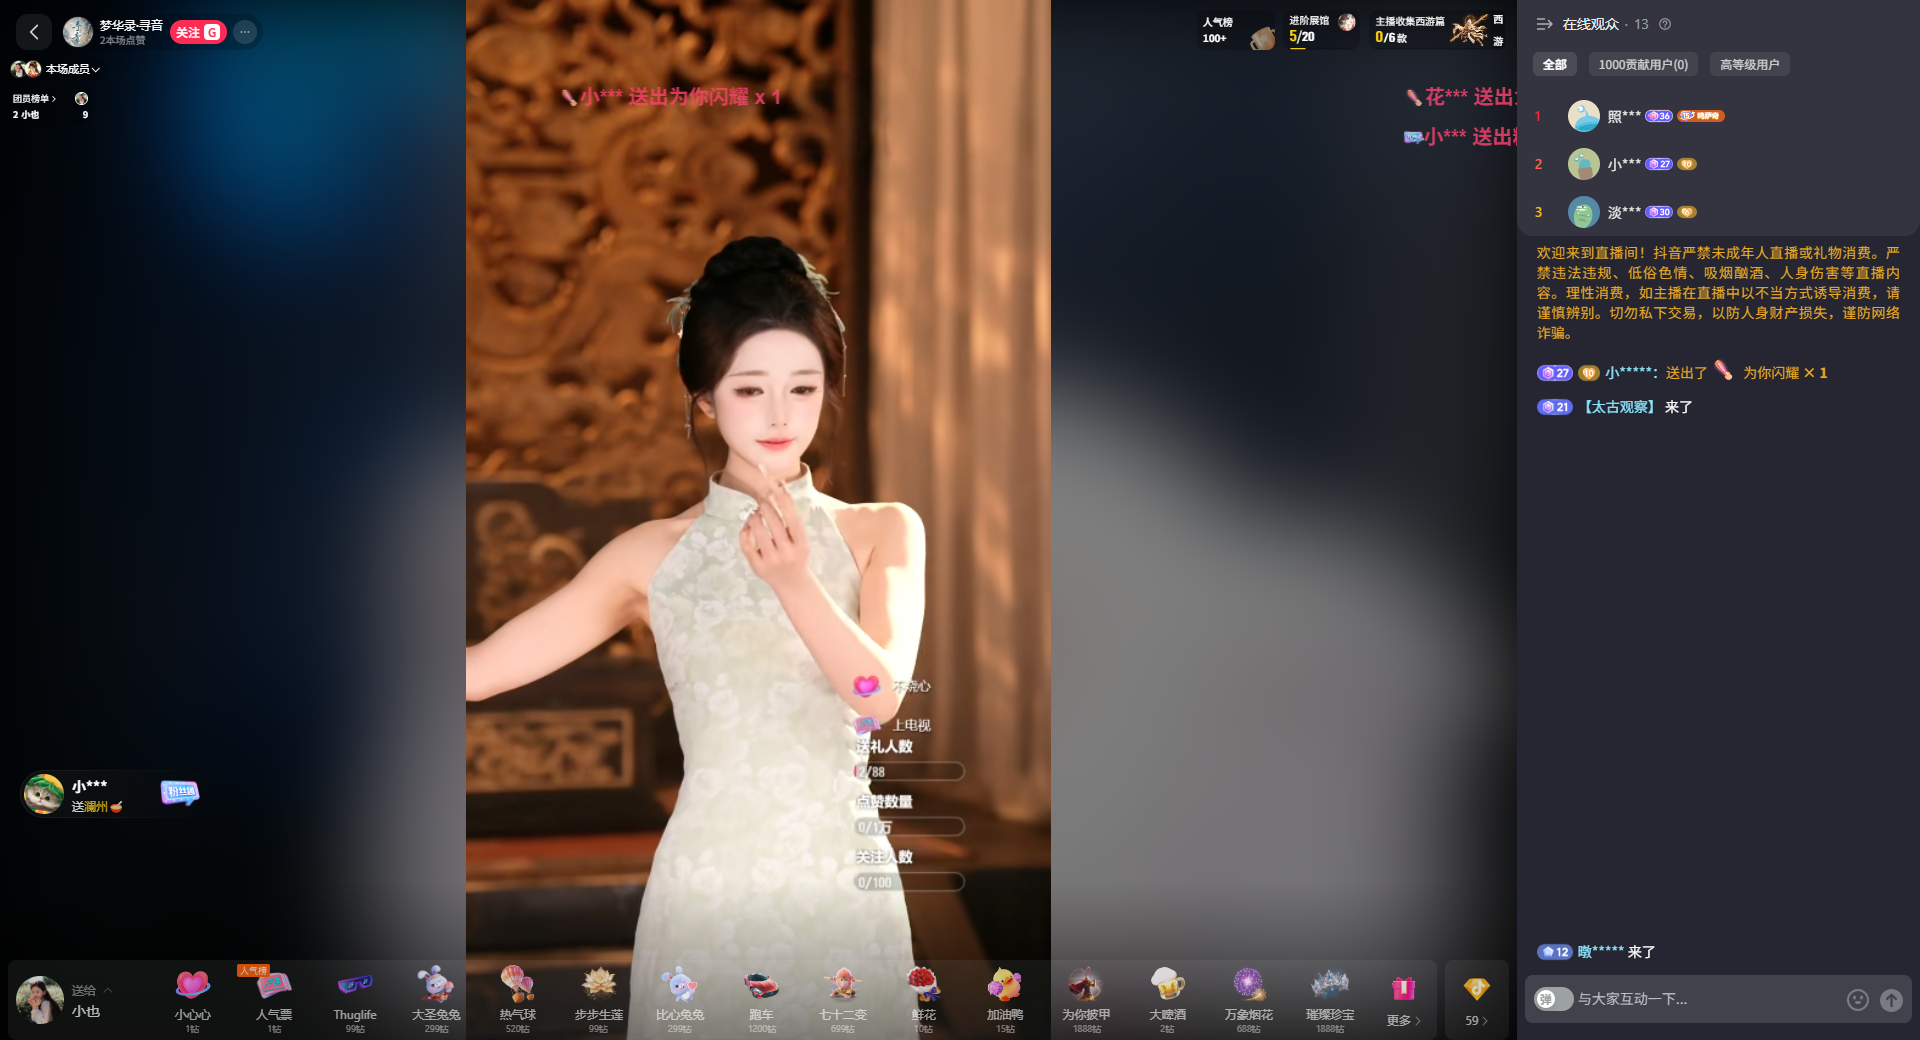 梦华录·寻音
2本场点赞
关注
G
本场成员
团员榜单
2 小也
9
人气榜
100+
进阶展馆
5/20
主播收集西游篇
0/6款
西
游
小*** 送出为你闪耀 x 1
花*** 送出
小*** 送出
在线观众 · 13
全部
1000贡献用户(0)
高等级用户
1
照***
36
15
2
小***
27
10
3
淡***
30
欢迎来到直播间！抖音严禁未成年人直播或礼物消费。严
禁违法违规、低俗色情、吸烟酗酒、人身伤害等直播内
容。理性消费，如主播在直播中以不当方式诱导消费，请
谨慎辨别。切勿私下交易，以防人身财产损失，谨防网络
诈骗。
27 10 小*****： 送出了 为你闪耀 × 1
21 【太古观察】 来了
上电视
送礼人数
2/88
点赞数量
0/1万
关注人数
0/100
小***
送澜州
粉丝团
12 暾***** 来了
弹
与大家互动一下...
送给
小也
小心心
1钻
人气榜
人气票
1钻
Thuglife
99钻
大圣兔兔
299钻
热气球
520钻
步步生莲
99钻
比心兔兔
299钻
跑车
1200钻
七十二变
699钻
鲜花
10钻
加油鸭
15钻
为你披甲
1888钻
大啤酒
2钻
万象烟花
688钻
璀璨珍宝
1888钻
更多
59